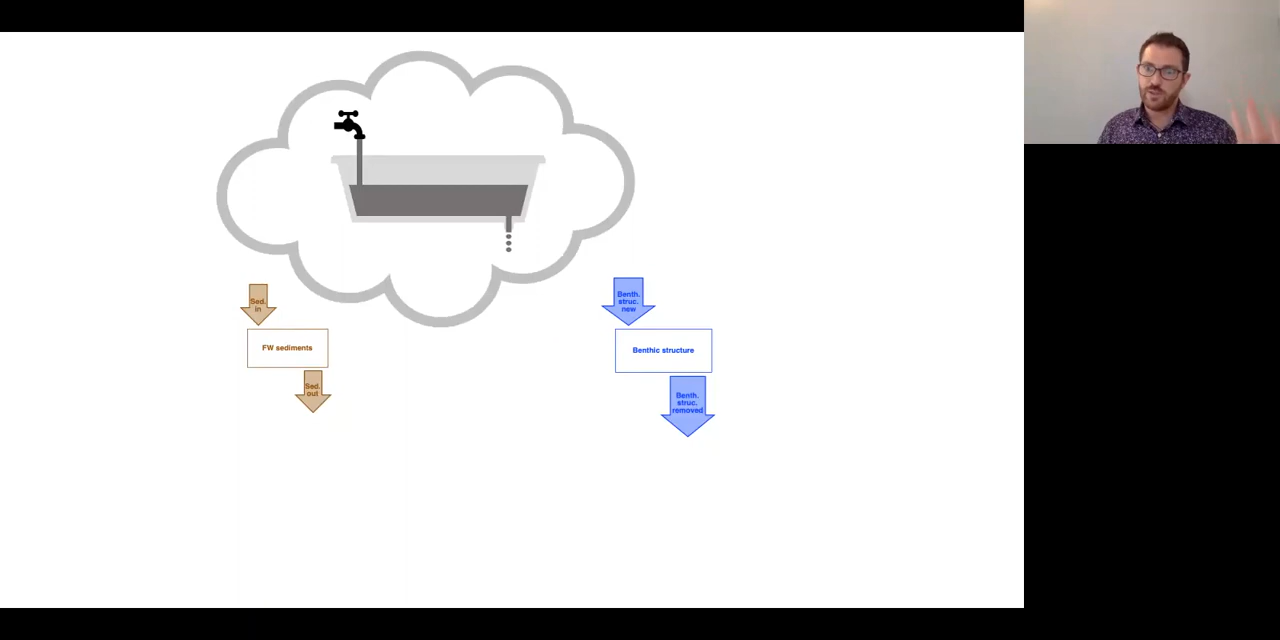 Sed.
in
FW sediments
Sed.
out
Benth.
struc.
new
Benthic structure
Benth.
struc.
removed